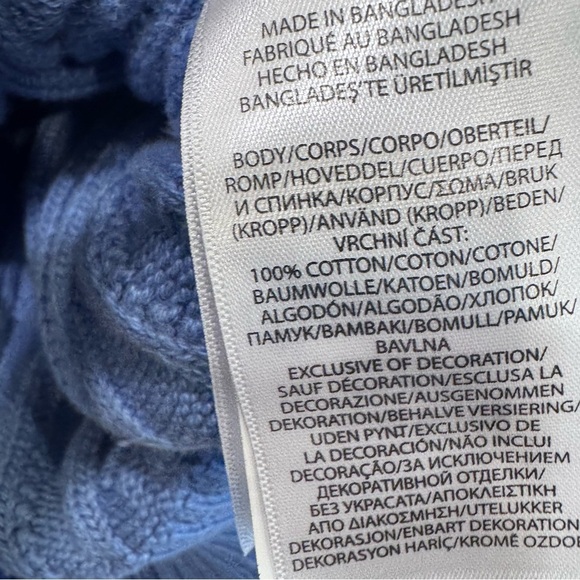 MADE IN BANGLADESH
FABRIQUÉ AU BANGLADESH
HECHO EN BANGLADESH
BANGLADEŞ'TE ÜRETİLMİŞTİR
BODY/CORPS/CORPO/OBERTEIL/
ROMP/HOVEDDEL/CUERPO/ПЕРЕД
И СПИНКА/КОРПУС/ΣΩΜΑ/BRUK
(KROPP)/ANVÄND (KROPP)/BEDEN/
VRCHNÍ ČÁST:
100% COTTON/COTON/COTONE/
BAUMWOLLE/KATOEN/BOMULD/
ALGODÓN/ALGODÃO/ХЛОПОК/
ПАМУК/BAMBAKI/BOMULL/PAMUK/
BAVLNA
EXCLUSIVE OF DECORATION/
SAUF DÉCORATION/ESCLUSA LA
DECORAZIONE/AUSGENOMMEN
DEKORATION/BEHALVE VERSIERING/
UDEN PYNT/EXCLUSIVO DE
LA DECORACIÓN/NÃO INCLUI
DECORAÇÃO/ЗА ИСКЛЮЧЕНИЕМ
ДЕКОРАТИВНОЙ ОТДЕЛКИ/
БЕЗ УКРАСАТА/ΑΠΟΚΛΕΙΣΤΙΚΗ
ΑΠΟ ΔΙΑΚΟΣΜΗΣΗ/UTELUKKER
DEKORASJON/ENBART DEKORATION
DEKORASYON HARİÇ/KROMĚ OZDOB